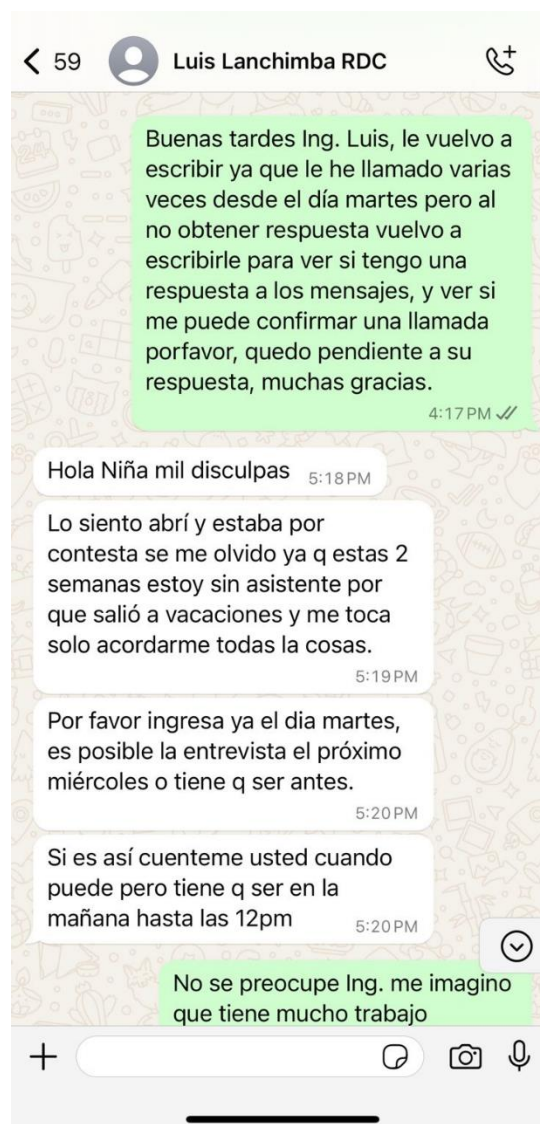 59
Luis Lanchimba RDC
Buenas tardes Ing. Luis, le vuelvo a
escribir ya que le he llamado varias
veces desde el día martes pero al
no obtener respuesta vuelvo a
escribirle para ver si tengo una
respuesta a los mensajes, y ver si
me puede confirmar una llamada
porfavor, quedo pendiente a su
respuesta, muchas gracias.
4:17 PM
Hola Niña mil disculpas 5:18 PM
Lo siento abrí y estaba por
contesta se me olvido ya q estas 2
semanas estoy sin asistente por
que salió a vacaciones y me toca
solo acordarme todas la cosas.
5:19 PM
Por favor ingresa ya el dia martes,
es posible la entrevista el próximo
miércoles o tiene q ser antes.
5:20 PM
Si es así cuenteme usted cuando
puede pero tiene q ser en la
mañana hasta las 12pm 5:20 PM
No se preocupe Ing. me imagino
que tiene mucho trabajo